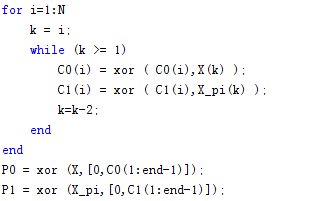 for i=1:N
    k = i;
    while (k >= 1)
        C0(i) = xor ( C0(i),X(k) );
        C1(i) = xor ( C1(i),X_pi(k) );
        k=k-2;
    end
end
P0 = xor (X,[0,C0(1:end-1)]);
P1 = xor (X_pi,[0,C1(1:end-1)]);